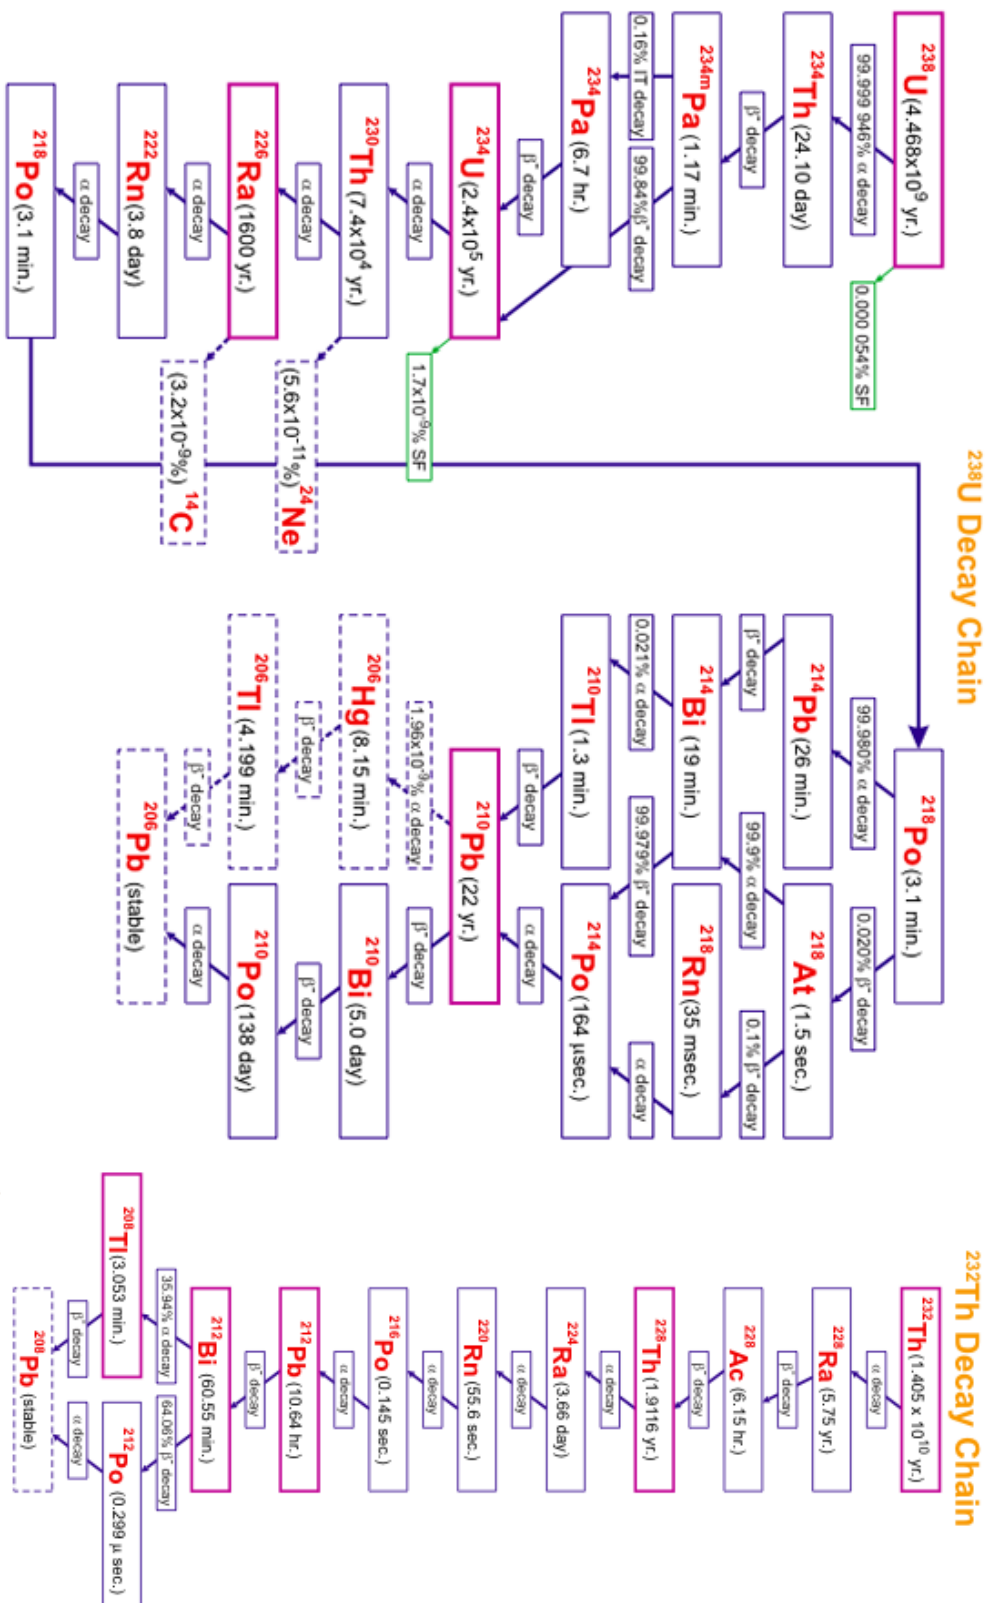 238U Decay Chain
238U (4.468x10^9 yr.)
99.999 946% α decay
0.000 054% SF
234Th (24.10 day)
β- decay
234mPa (1.17 min.)
0.16% IT decay
99.84% β- decay
234Pa (6.7 hr.)
β- decay
234U (2.4x10^5 yr.)
1.7x10^-9% SF
α decay
230Th (7.4x10^4 yr.)
(5.6x10^-11%) 24Ne
α decay
226Ra (1600 yr.)
(3.2x10^-9%) 14C
α decay
222Rn (3.8 day)
α decay
218Po (3.1 min.)
218Po (3.1 min.)
99.980% α decay
0.020% β- decay
214Pb (26 min.)
218At (1.5 sec.)
β- decay
99.9% α decay
0.1% β- decay
214Bi (19 min.)
218Rn (35 msec.)
0.021% α decay
99.979% β- decay
α decay
210Tl (1.3 min.)
214Po (164 μsec.)
β- decay
α decay
210Pb (22 yr.)
1.96x10^-9% α decay
β- decay
206Hg (8.15 min.)
210Bi (5.0 day)
β- decay
β- decay
206Tl (4.199 min.)
210Po (138 day)
β- decay
α decay
206Pb (stable)
232Th Decay Chain
232Th (1.405 x 10^10 yr.)
α decay
228Ra (5.75 yr.)
β- decay
228Ac (6.15 hr.)
β- decay
228Th (1.9116 yr.)
α decay
224Ra (3.66 day)
α decay
220Rn (55.6 sec.)
α decay
216Po (0.145 sec.)
α decay
212Pb (10.64 hr.)
β- decay
212Bi (60.55 min.)
35.94% α decay
64.06% β- decay
208Tl (3.053 min.)
212Po (0.299 μ sec.)
β- decay
α decay
208Pb (stable)